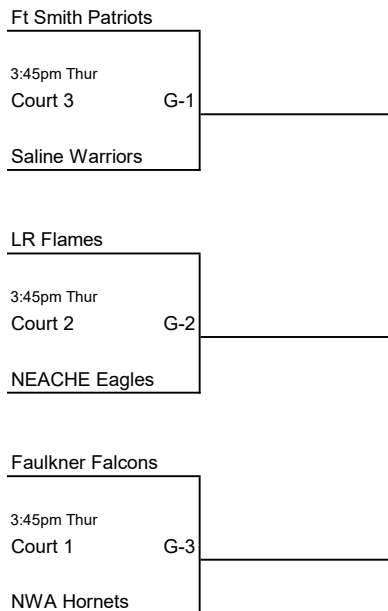 Ft Smith Patriots
3:45pm Thur
Court 3 G-1
Saline Warriors
LR Flames
3:45pm Thur
Court 2 G-2
NEACHE Eagles
Faulkner Falcons
3:45pm Thur
Court 1 G-3
NWA Hornets